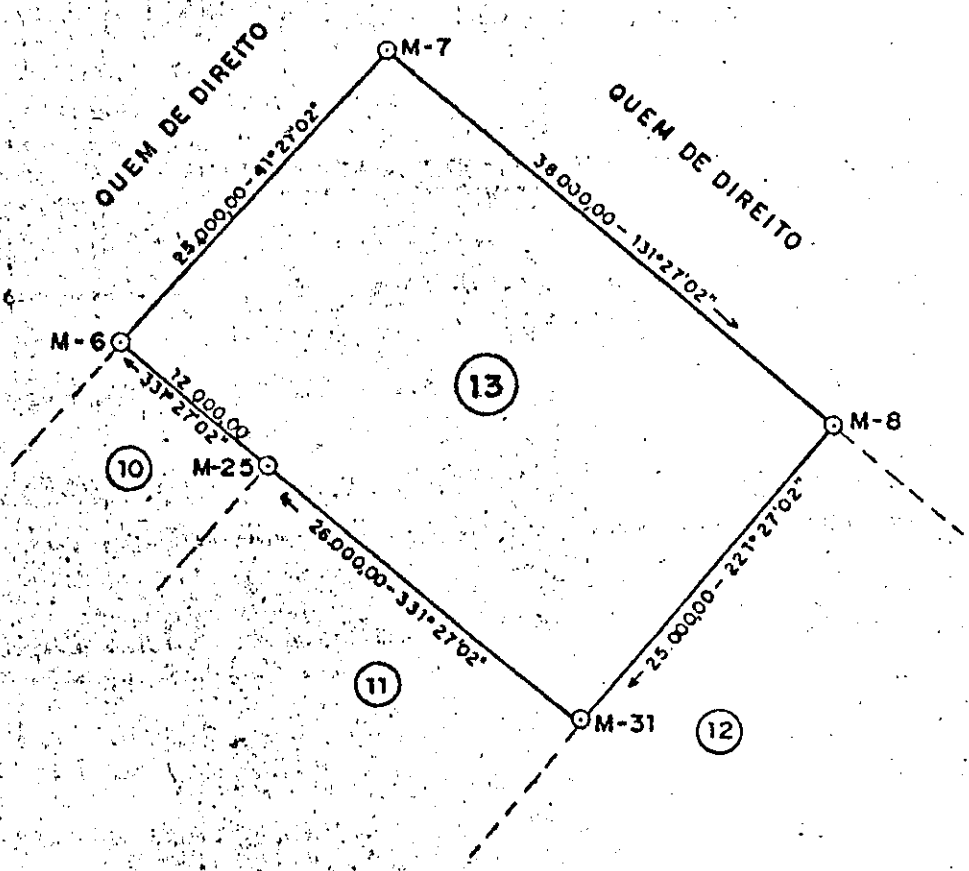 QUEM DE DIREITO
M-7
QUEM DE DIREITO
25.000,00 - 41°27'02"
38.000,00 - 131°27'02"
M-6
12.000,00
331°27'02"
13
M-8
10
M-25
26.000,00 - 331°27'02"
25.000,00 - 221°27'02"
11
M-31
12